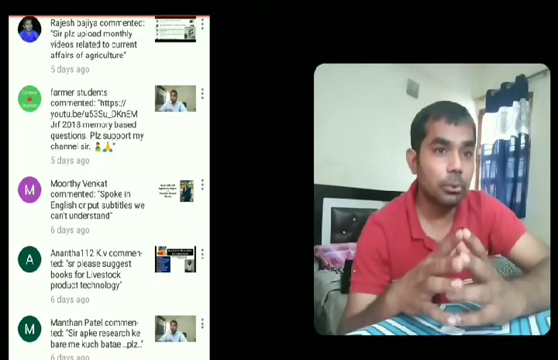 Rajesh bajiya commented:
"Sir plz upload monthly
videos related to current
affairs of agriculture"
5 days ago
farmer students
commented: "https://
youtu.be/u53Su_DKnEM
Jrf 2018 memory based
questions. Plz support my
channel sir. 🧍🙏"
5 days ago
M
Moorthy Venkat
commented: "Spoke in
English or put subtitles we
can't understand"
6 days ago
A
Anantha112 K.v commen-
ted: "sr please suggest
books for Livestock
product technology"
6 days ago
M
Manthan Patel commen-
ted: "Sir apke research ke
bare me kuch batae ..plz.."
6 days ago